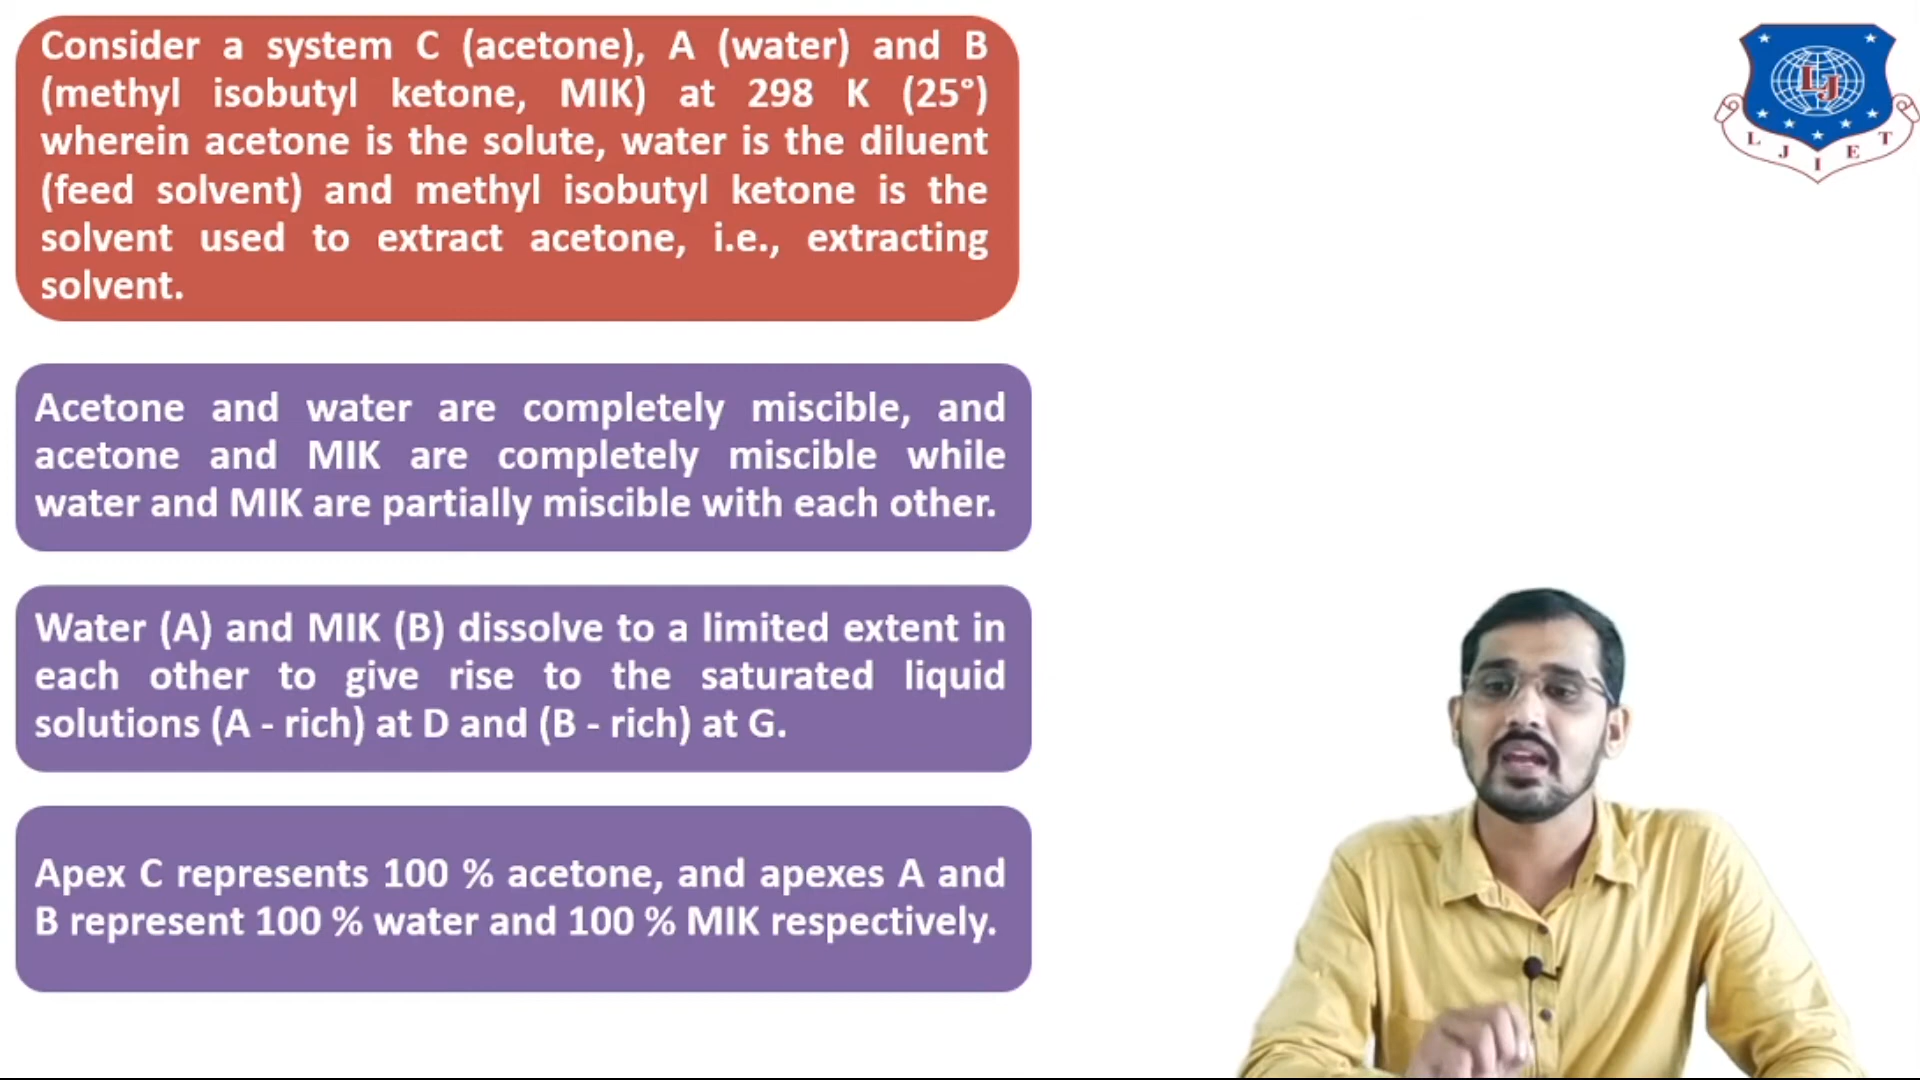 Consider a system C (acetone), A (water) and B
(methyl isobutyl ketone, MIK) at 298 K (25°)
wherein acetone is the solute, water is the diluent
(feed solvent) and methyl isobutyl ketone is the
solvent used to extract acetone, i.e., extracting
solvent.
Acetone and water are completely miscible, and
acetone and MIK are completely miscible while
water and MIK are partially miscible with each other.
Water (A) and MIK (B) dissolve to a limited extent in
each other to give rise to the saturated liquid
solutions (A - rich) at D and (B - rich) at G.
Apex C represents 100 % acetone, and apexes A and
B represent 100 % water and 100 % MIK respectively.
LJ
L J I E T